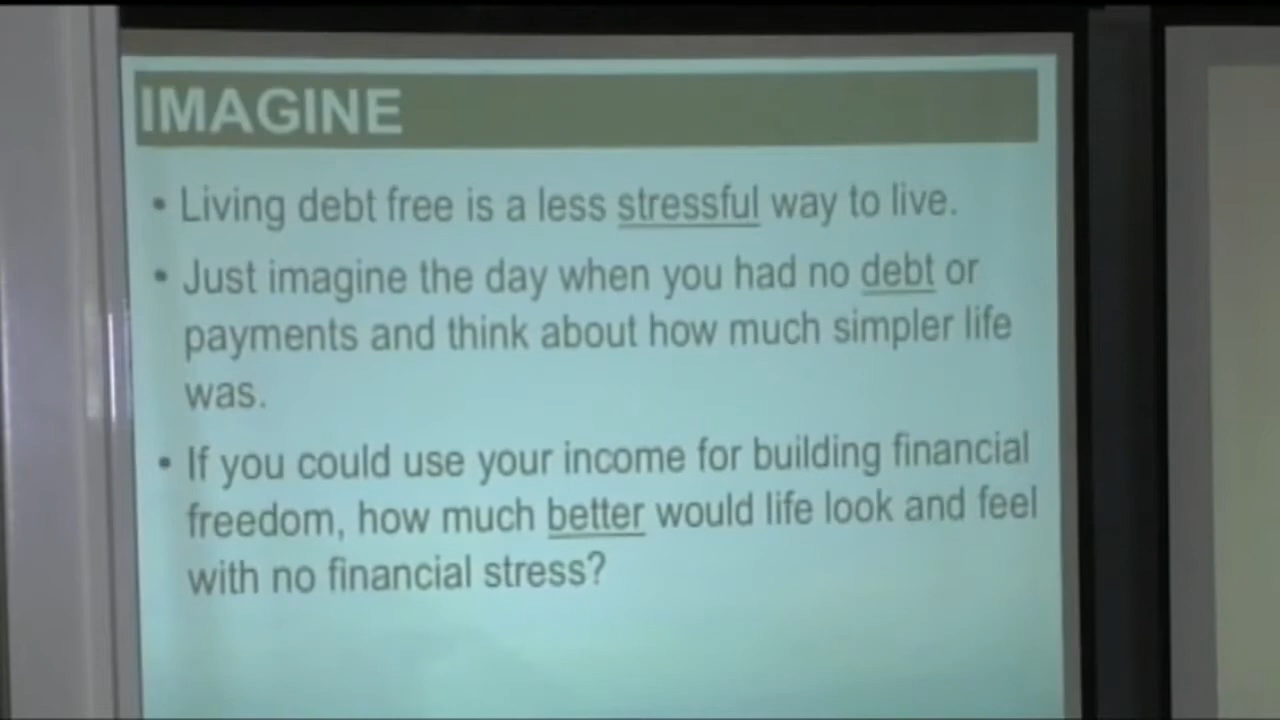 IMAGINE
• Living debt free is a less stressful way to live.
• Just imagine the day when you had no debt or
payments and think about how much simpler life
was.
• If you could use your income for building financial
freedom, how much better would life look and feel
with no financial stress?